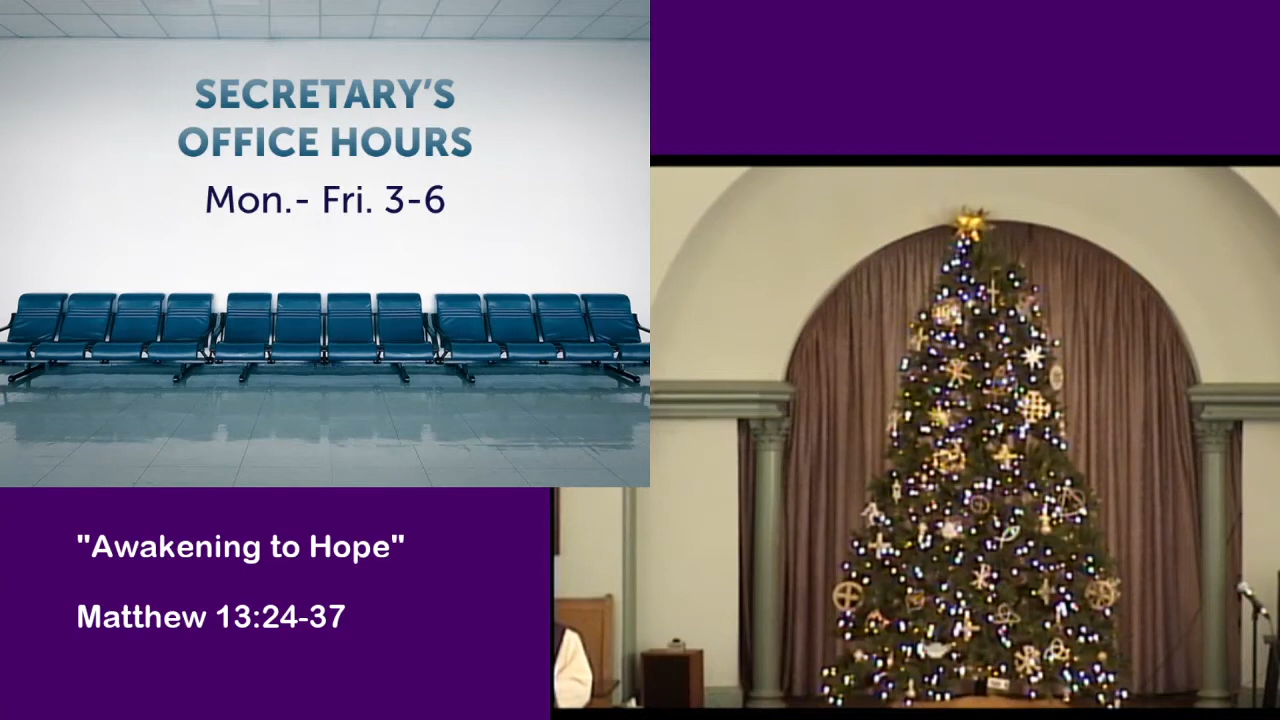 SECRETARY’S
OFFICE HOURS
Mon.- Fri. 3-6
"Awakening to Hope"
Matthew 13:24-37